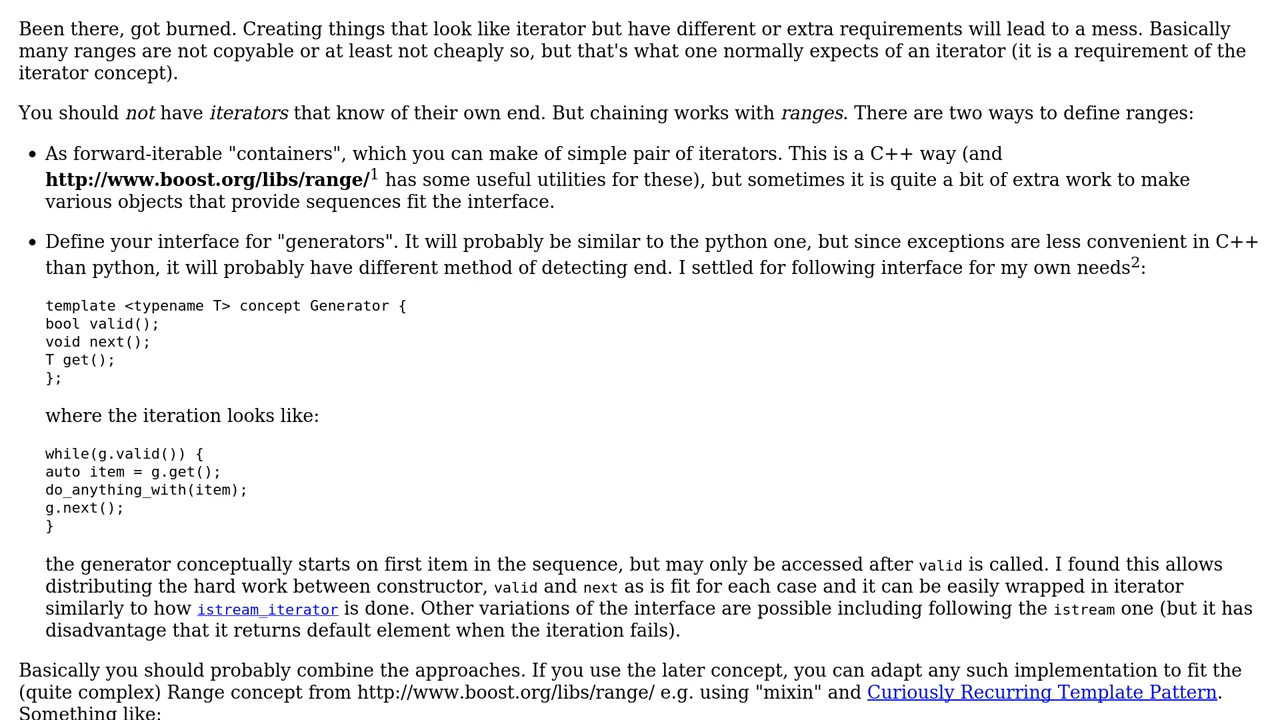 Been there, got burned. Creating things that look like iterator but have different or extra requirements will lead to a mess. Basically
many ranges are not copyable or at least not cheaply so, but that's what one normally expects of an iterator (it is a requirement of the
iterator concept).
You should not have iterators that know of their own end. But chaining works with ranges. There are two ways to define ranges:
• As forward-iterable "containers", which you can make of simple pair of iterators. This is a C++ way (and
http://www.boost.org/libs/range/1 has some useful utilities for these), but sometimes it is quite a bit of extra work to make
various objects that provide sequences fit the interface.
• Define your interface for "generators". It will probably be similar to the python one, but since exceptions are less convenient in C++
than python, it will probably have different method of detecting end. I settled for following interface for my own needs2:
template <typename T> concept Generator {
bool valid();
void next();
T get();
};
where the iteration looks like:
while(g.valid()) {
auto item = g.get();
do_anything_with(item);
g.next();
}
the generator conceptually starts on first item in the sequence, but may only be accessed after valid is called. I found this allows
distributing the hard work between constructor, valid and next as is fit for each case and it can be easily wrapped in iterator
similarly to how istream_iterator is done. Other variations of the interface are possible including following the istream one (but it has
disadvantage that it returns default element when the iteration fails).
Basically you should probably combine the approaches. If you use the later concept, you can adapt any such implementation to fit the
(quite complex) Range concept from http://www.boost.org/libs/range/ e.g. using "mixin" and Curiously Recurring Template Pattern.
Something like: